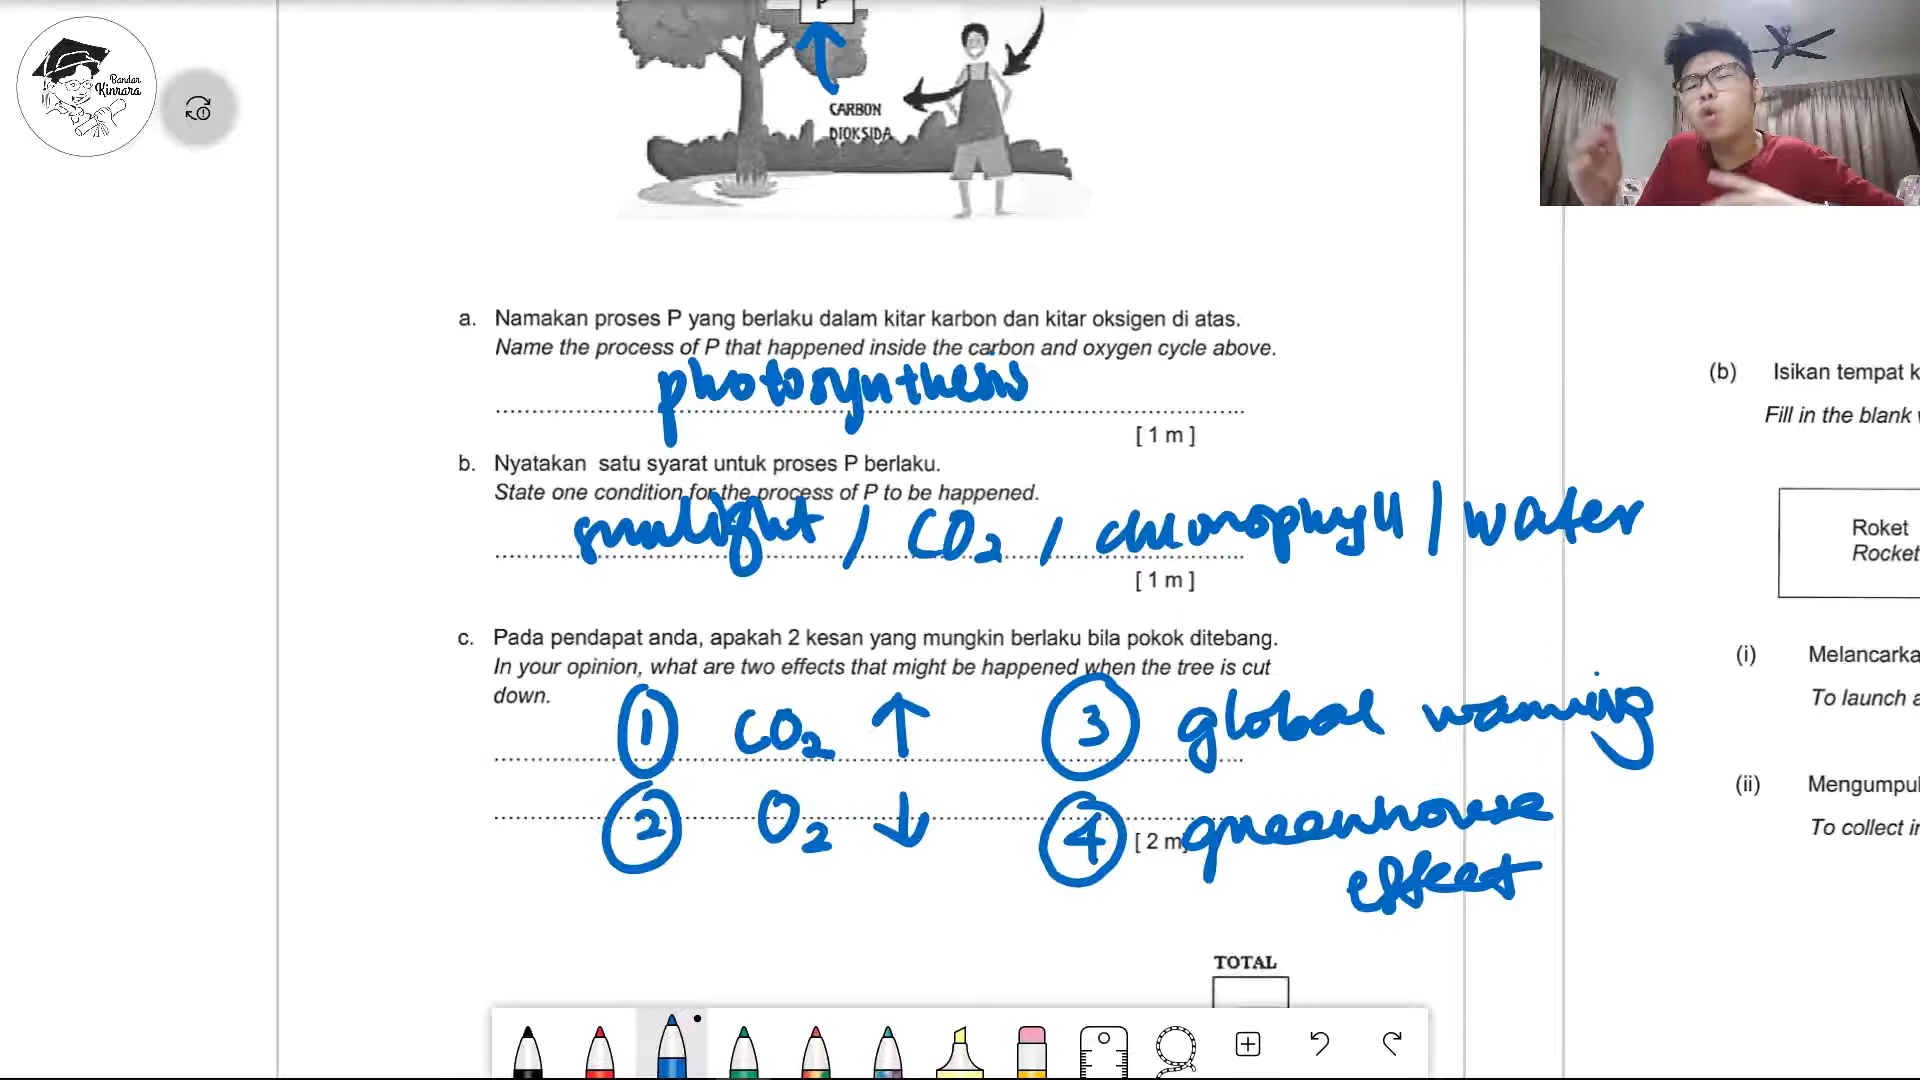 Bandar
Kinrara
P
CARBON
DIOKSIDA
a. Namakan proses P yang berlaku dalam kitar karbon dan kitar oksigen di atas.
Name the process of P that happened inside the carbon and oxygen cycle above.
photosynthesis
[ 1 m ]
b. Nyatakan satu syarat untuk proses P berlaku.
State one condition for the process of P to be happened.
sunlight / CO2 / chlorophyll / water
[ 1 m ]
c. Pada pendapat anda, apakah 2 kesan yang mungkin berlaku bila pokok ditebang.
In your opinion, what are two effects that might be happened when the tree is cut
down.
1 CO2 ↑ 3 global warming
2 O2 ↓ 4 greenhouse
effect
[ 2 m
TOTAL
(b) Isikan tempat k
Fill in the blank
Roket
Rocket
(i) Melancarka
To launch a
(ii) Mengumpul
To collect in